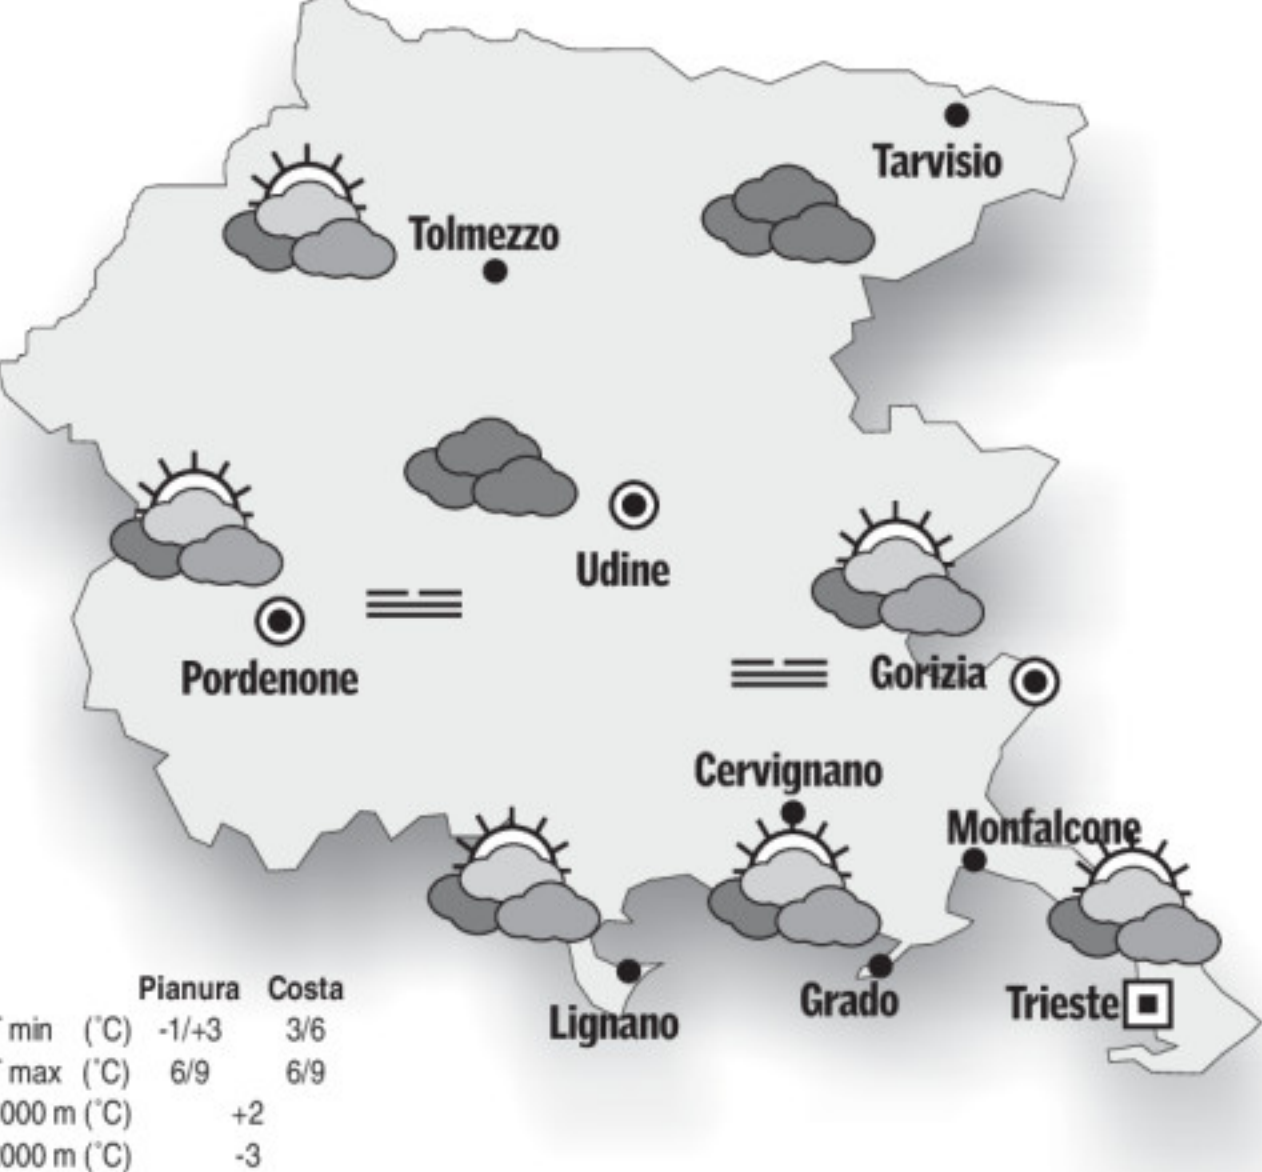 Tarvisio
Tolmezzo
Udine
Pordenone
Gorizia
Cervignano
Monfalcone
Grado
Trieste
Lignano
Pianura Costa
min (°C) -1/+3 3/6
max (°C) 6/9 6/9
000 m (°C) +2
000 m (°C) -3